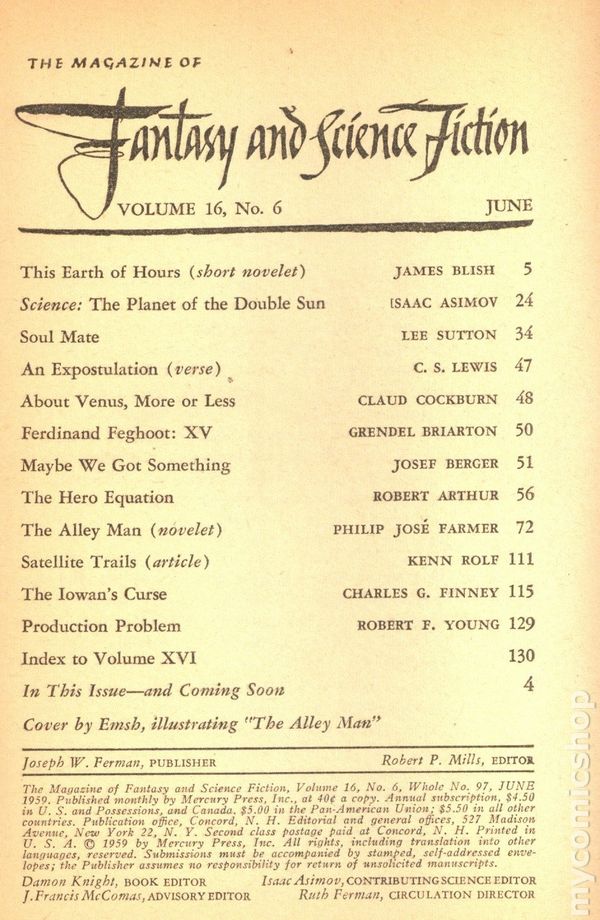 THE MAGAZINE OF
Fantasy and Science Fiction
VOLUME 16, No. 6 JUNE
This Earth of Hours (short novelet) JAMES BLISH 5
Science: The Planet of the Double Sun ISAAC ASIMOV 24
Soul Mate LEE SUTTON 34
An Expostulation (verse) C. S. LEWIS 47
About Venus, More or Less CLAUD COCKBURN 48
Ferdinand Feghoot: XV GRENDEL BRIARTON 50
Maybe We Got Something JOSEF BERGER 51
The Hero Equation ROBERT ARTHUR 56
The Alley Man (novelet) PHILIP JOSÉ FARMER 72
Satellite Trails (article) KENN ROLF 111
The Iowan's Curse CHARLES G. FINNEY 115
Production Problem ROBERT F. YOUNG 129
Index to Volume XVI 130
In This Issue—and Coming Soon 4
Cover by Emsh, illustrating "The Alley Man"
Joseph W. Ferman, PUBLISHER Robert P. Mills, EDITOR
The Magazine of Fantasy and Science Fiction, Volume 16, No. 6, Whole No. 97, JUNE
1959. Published monthly by Mercury Press, Inc., at 40¢ a copy. Annual subscription, $4.50
in U. S. and Possessions, and Canada. $5.00 in the Pan-American Union; $5.50 in all other
countries. Publication office, Concord, N. H. Editorial and general offices, 527 Madison
Avenue, New York 22, N. Y. Second class postage paid at Concord, N. H. Printed in
U. S. A. © 1959 by Mercury Press, Inc. All rights, including translation into other
languages, reserved. Submissions must be accompanied by stamped, self-addressed enve-
lopes; the Publisher assumes no responsibility for return of unsolicited manuscripts.
Damon Knight, BOOK EDITOR Isaac Asimov, CONTRIBUTING SCIENCE EDITOR
J. Francis McComas, ADVISORY EDITOR Ruth Ferman, CIRCULATION DIRECTOR
mycomicshop